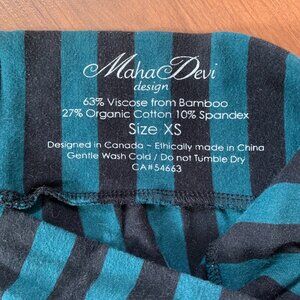 Maha Devi
design
63% Viscose from Bamboo
27% Organic Cotton 10% Spandex
Size XS
Designed in Canada ~ Ethically made in China
Gentle Wash Cold / Do not Tumble Dry
CA#54663